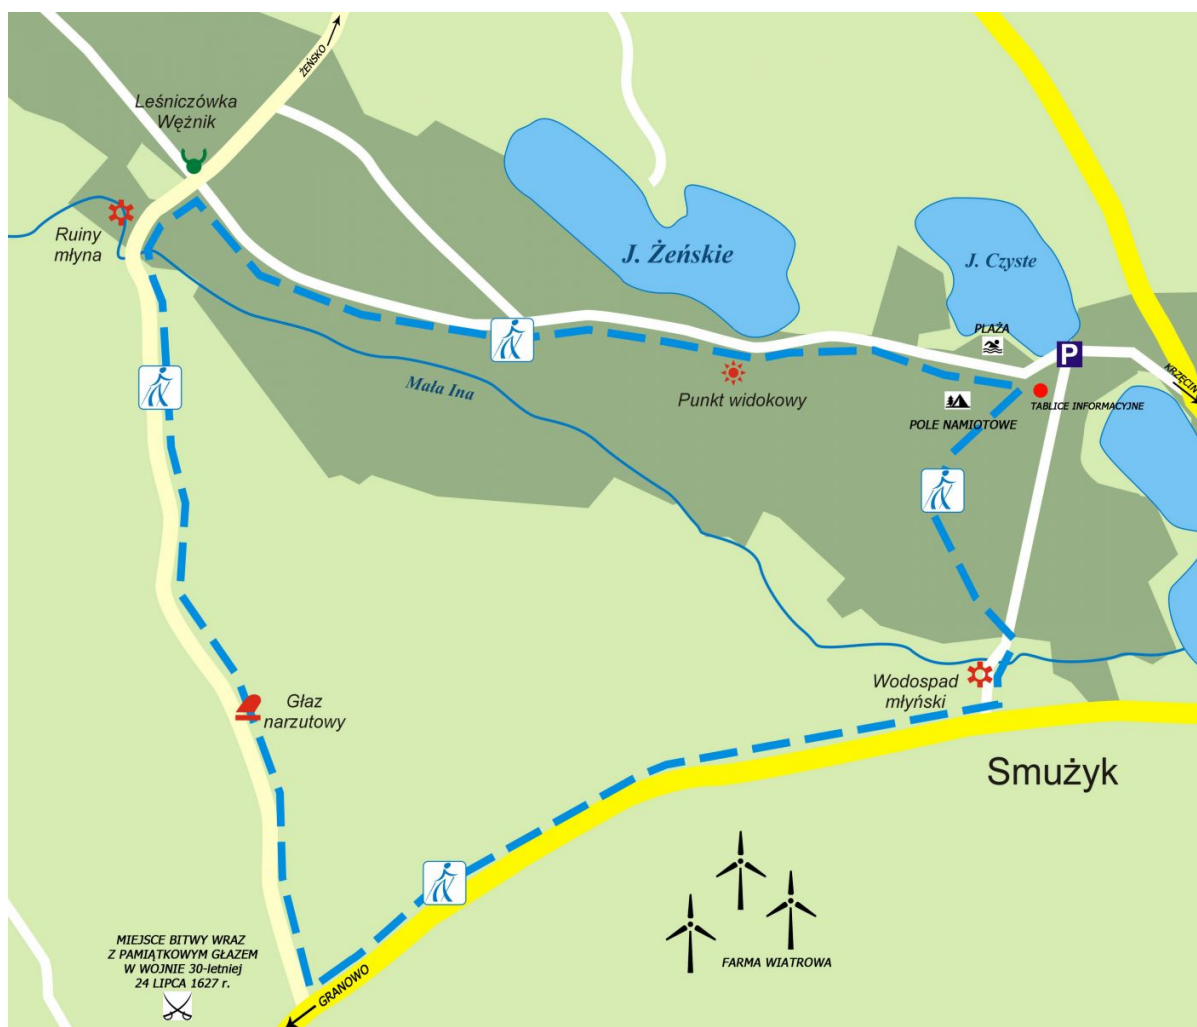 ŻEŃSKO
Leśniczówka
Wężnik
Ruiny
młyna
J. Żeńskie
J. Czyste
PLAŻA
P
KRZĘCIN
Mała Ina
Punkt widokowy
POLE NAMIOTOWE
TABLICE INFORMACYJNE
Głaz
narzutowy
Wodospad
młyński
Smużyk
MIEJSCE BITWY WRAZ
Z PAMIĄTKOWYM GŁAZEM
W WOJNIE 30-letniej
24 LIPCA 1627 r.
GRANOWO
FARMA WIATROWA